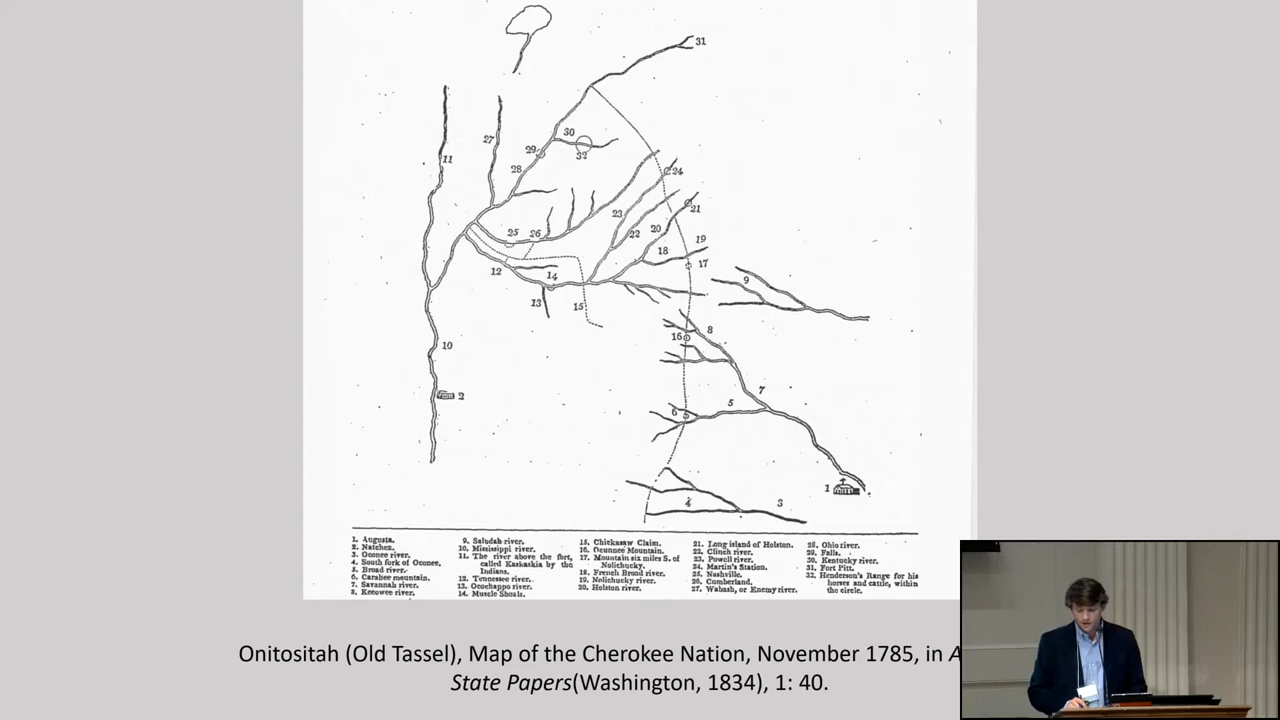 31
30
27
29
32
11
28
24
23
21
25
26
22
20
19
18
17
12
14
9
13
15
8
16
10
7
5
2
6
1
4
3
1. Augusta.
2. Natchez.
3. Oconee river.
4. South fork of Oconee.
5. Broad river.
6. Carahee mountain.
7. Savannah river.
8. Keeowee river.
9. Saludah river.
10. Mississippi river.
11. The river above the fort,
called Kaskaskia by the
Indians.
12. Tennessee river.
13. Ocochappo river.
14. Muscle Shoals.
15. Chickasaw Claim.
16. Ocunnee Mountain.
17. Mountain six miles S. of
Nolichucky.
18. French Broad river.
19. Nolichucky river.
20. Holston river.
21. Long island of Holston.
22. Clinch river.
23. Powell river.
24. Martin's Station.
25. Nashville.
26. Cumberland.
27. Wabash, or Enemy river.
28. Ohio river.
29. Falls.
30. Kentucky river.
31. Fort Pitt.
32. Henderson's Range for his
horses and cattle, within
the circle.
Onitositah (Old Tassel), Map of the Cherokee Nation, November 1785, in
State Papers(Washington, 1834), 1: 40.